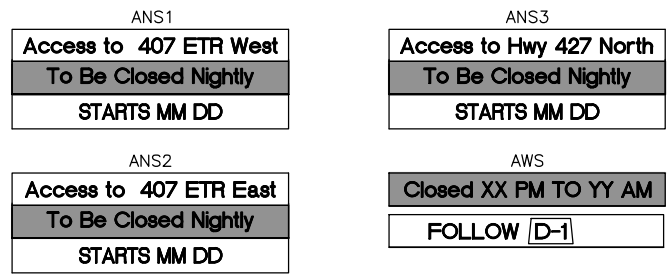 ANS1
Access to 407 ETR West
To Be Closed Nightly
STARTS MM DD
ANS2
Access to 407 ETR East
To Be Closed Nightly
STARTS MM DD
ANS3
Access to Hwy 427 North
To Be Closed Nightly
STARTS MM DD
AWS
Closed XX PM TO YY AM
FOLLOW D-1